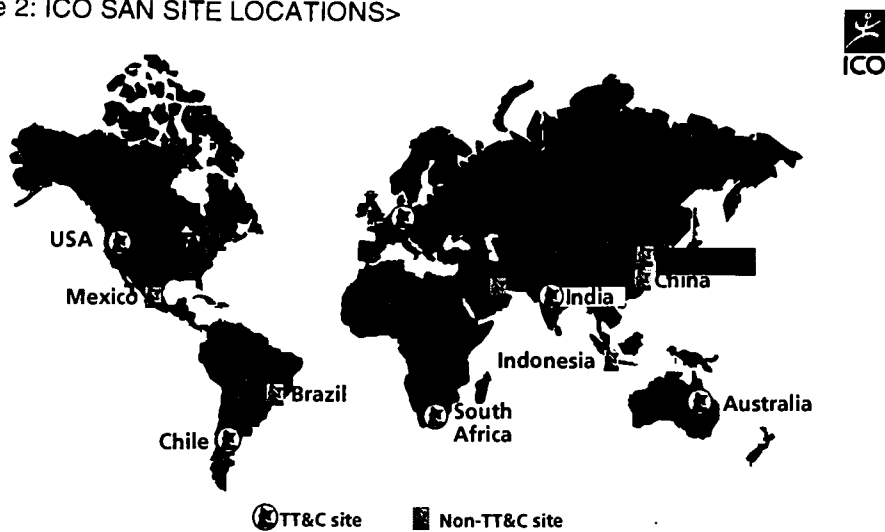 e 2: ICO SAN SITE LOCATIONS>
ICO
USA
Mexico
China
India
Indonesia
Brazil
South
Africa
Australia
Chile
TT&C site
Non-TT&C site